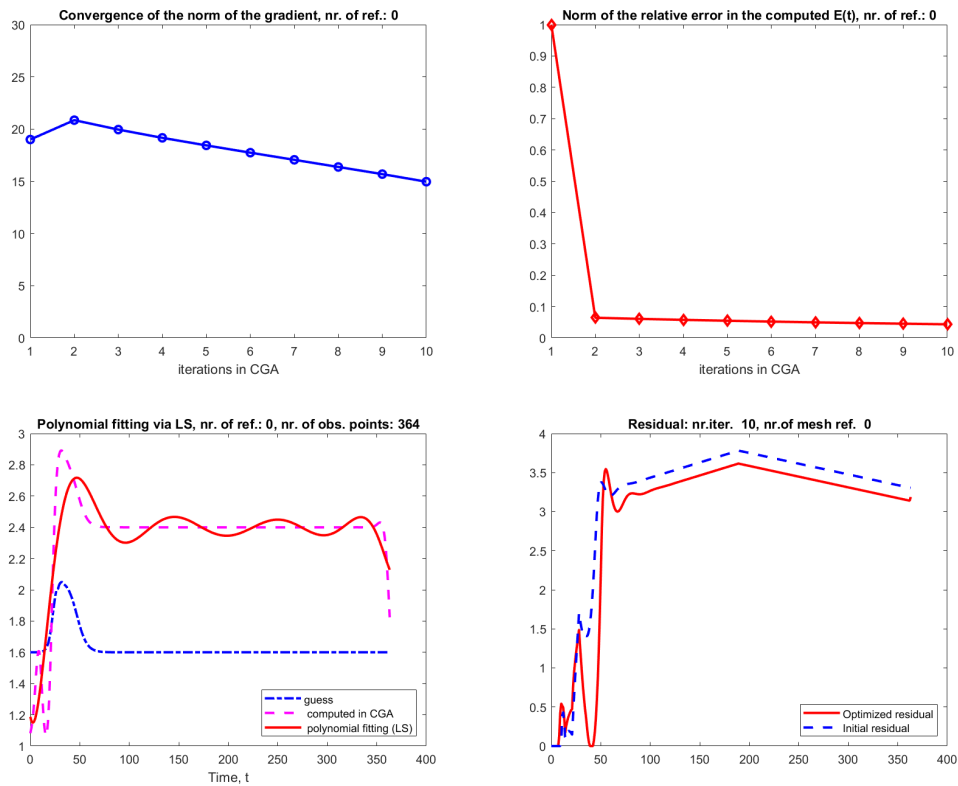 Convergence of the norm of the gradient, nr. of ref.: 0
30
25
20
15
10
5
0
1 2 3 4 5 6 7 8 9 10
iterations in CGA
Norm of the relative error in the computed E(t), nr. of ref.: 0
1
0.9
0.8
0.7
0.6
0.5
0.4
0.3
0.2
0.1
0
1 2 3 4 5 6 7 8 9 10
iterations in CGA
Polynomial fitting via LS, nr. of ref.: 0, nr. of obs. points: 364
3
2.8
2.6
2.4
2.2
2
1.8
1.6
1.4
1.2
1
guess
computed in CGA
polynomial fitting (LS)
0 50 100 150 200 250 300 350 400
Time, t
Residual: nr.iter. 10, nr.of mesh ref. 0
4
3.5
3
2.5
2
1.5
1
0.5
0
Optimized residual
Initial residual
0 50 100 150 200 250 300 350 400